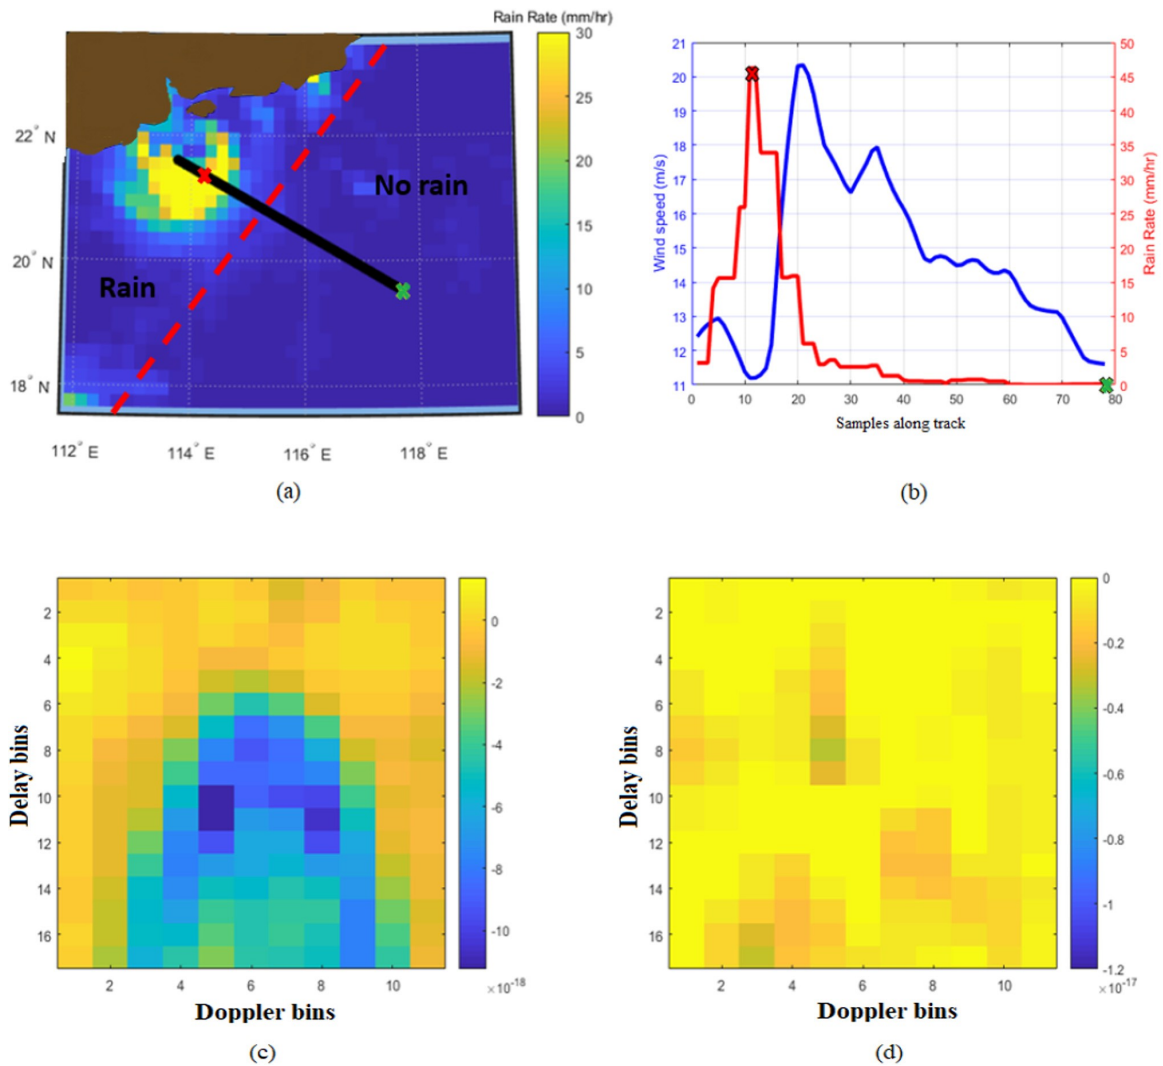 (a)
Rain Rate (mm/hr)
30
25
20
15
10
5
0
22° N
20° N
18° N
112° E
114° E
116° E
118° E
No rain
Rain
(b)
21
20
19
18
17
16
15
14
13
12
11
Wind speed (m/s)
50
45
40
35
30
25
20
15
10
5
0
Rain Rate (mm/hr)
0 10 20 30 40 50 60 70 80
Samples along track
(a)
(b)
2
4
6
8
10
12
14
16
Delay bins
2 4 6 8 10
Doppler bins
0
-2
-4
-6
-8
-10
×10⁻¹⁸
(c)
2
4
6
8
10
12
14
16
Delay bins
2 4 6 8 10
Doppler bins
0
-0.2
-0.4
-0.6
-0.8
-1
-1.2
×10⁻¹⁷
(d)